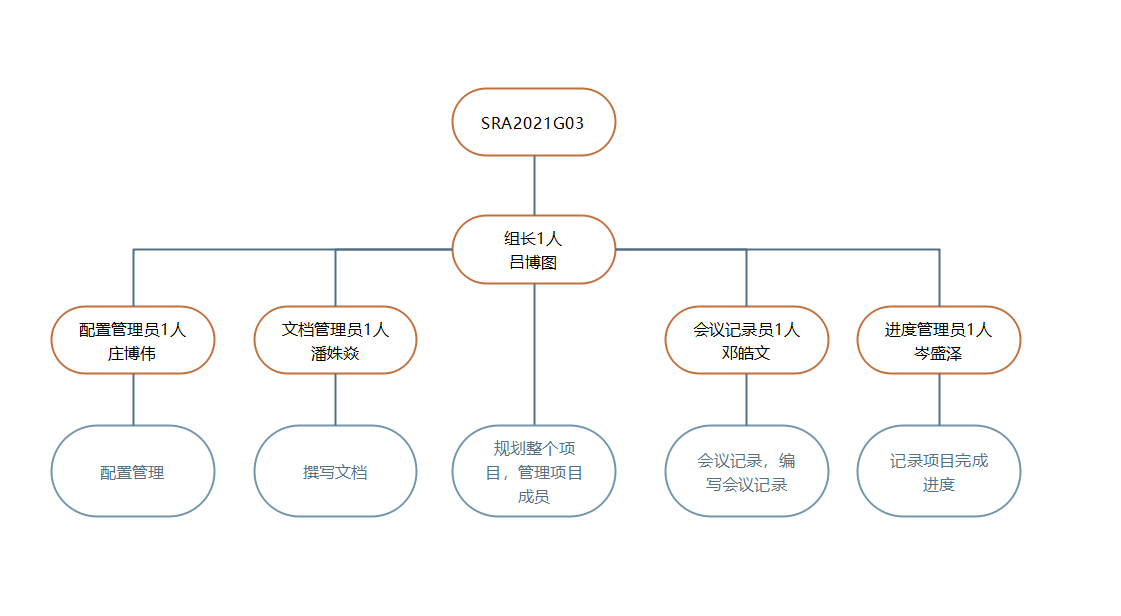 SRA2021G03
组长1人
吕博图
配置管理员1人
庄博伟
文档管理员1人
潘姝焱
会议记录员1人
邓皓文
进度管理员1人
岑盛泽
配置管理
撰写文档
规划整个项
目，管理项目
成员
会议记录，编
写会议记录
记录项目完成
进度